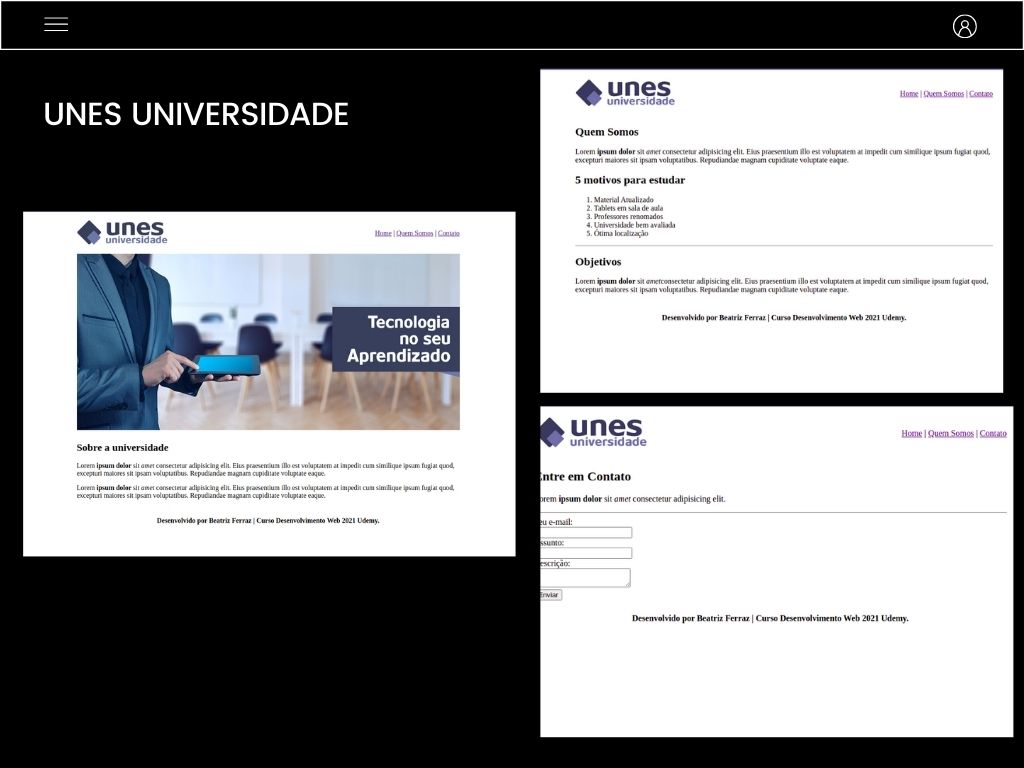 UNES UNIVERSIDADE
unes
universidade
Home | Quem Somos | Contato
Tecnologia
no seu
Aprendizado
Sobre a universidade
Lorem ipsum dolor sit amet consectetur adipisicing elit. Eius praesentium illo est voluptatem at impedit cum similique ipsum fugiat quod,
excepturi maiores sit ipsam voluptatibus. Repudiandae magnam cupiditate voluptate eaque.
Lorem ipsum dolor sit amet consectetur adipisicing elit. Eius praesentium illo est voluptatem at impedit cum similique ipsum fugiat quod,
excepturi maiores sit ipsam voluptatibus. Repudiandae magnam cupiditate voluptate eaque.
Desenvolvido por Beatriz Ferraz | Curso Desenvolvimento Web 2021 Udemy.
unes
universidade
Home | Quem Somos | Contato
Quem Somos
Lorem ipsum dolor sit amet consectetur adipisicing elit. Eius praesentium illo est voluptatem at impedit cum similique ipsum fugiat quod,
excepturi maiores sit ipsam voluptatibus. Repudiandae magnam cupiditate voluptate eaque.
5 motivos para estudar
1. Material Atualizado
2. Tablets em sala de aula
3. Professores renomados
4. Universidade bem avaliada
5. Ótima localização
Objetivos
Lorem ipsum dolor sit ametconsectetur adipisicing elit. Eius praesentium illo est voluptatem at impedit cum similique ipsum fugiat quod,
excepturi maiores sit ipsam voluptatibus. Repudiandae magnam cupiditate voluptate eaque.
Desenvolvido por Beatriz Ferraz | Curso Desenvolvimento Web 2021 Udemy.
unes
universidade
Home | Quem Somos | Contato
Entre em Contato
orem ipsum dolor sit amet consectetur adipisicing elit.
eu e-mail:
ssunto:
escrição:
Enviar
Desenvolvido por Beatriz Ferraz | Curso Desenvolvimento Web 2021 Udemy.